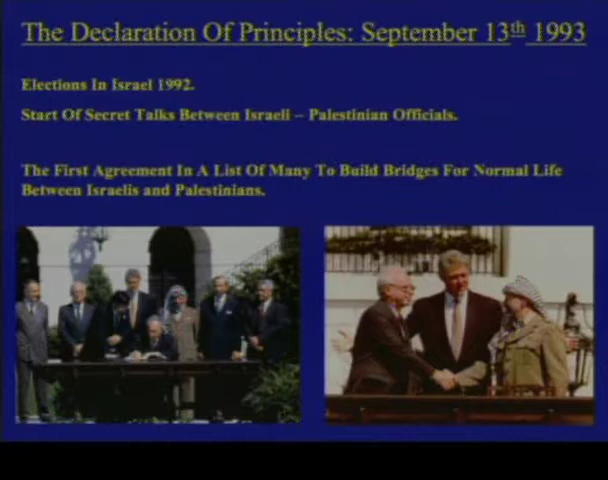 The Declaration Of Principles: September 13th 1993
Elections In Israel 1992.
Start Of Secret Talks Between Israeli – Palestinian Officials.
The First Agreement In A List Of Many To Build Bridges For Normal Life
Between Israelis and Palestinians.